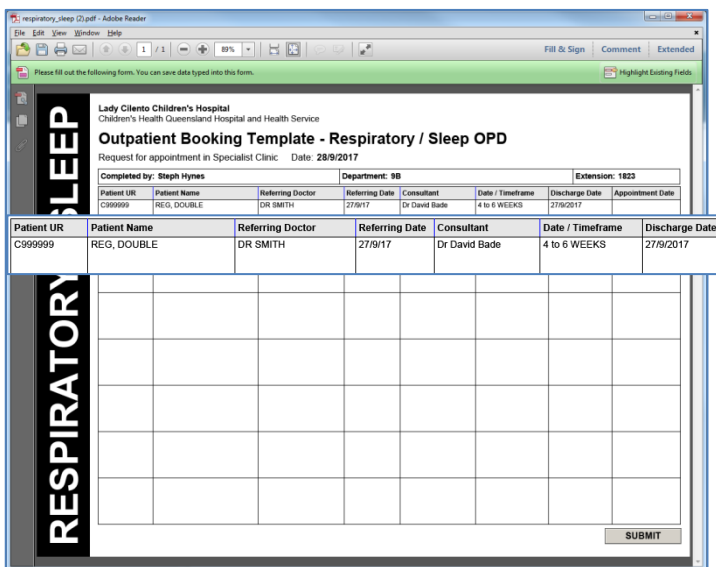 respiratory_sleep (2).pdf - Adobe Reader
File Edit View Window Help
1 / 1 89% Fill & Sign Comment Extended
Please fill out the following form. You can save data typed into this form. Highlight Existing Fields
RESPIRATORY SLEEP
Lady Cilento Children's Hospital
Children's Health Queensland Hospital and Health Service
Outpatient Booking Template - Respiratory / Sleep OPD
Request for appointment in Specialist Clinic Date: 28/9/2017
Completed by: Steph Hynes Department: 9B Extension: 1823
Patient UR Patient Name Referring Doctor Referring Date Consultant Date / Timeframe Discharge Date Appointment Date
C999999 REG, DOUBLE DR SMITH 27/9/17 Dr David Bade 4 to 6 WEEKS 27/9/2017
Patient UR Patient Name Referring Doctor Referring Date Consultant Date / Timeframe Discharge Date
C999999 REG, DOUBLE DR SMITH 27/9/17 Dr David Bade 4 to 6 WEEKS 27/9/2017
SUBMIT